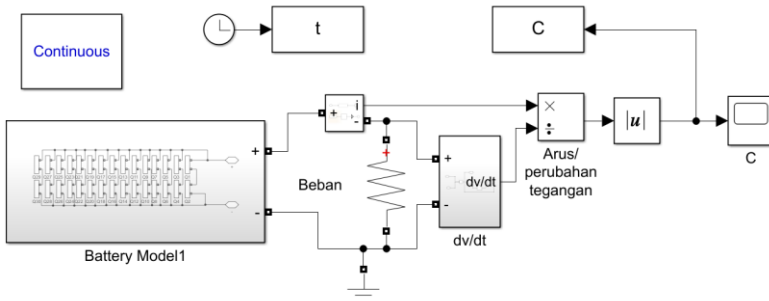 Continuous
t
C
i
+
-
×
÷
|u|
C
Arus/
perubahan
tegangan
+
-
Battery Model1
+
Beban
+
-
dv/dt
dv/dt